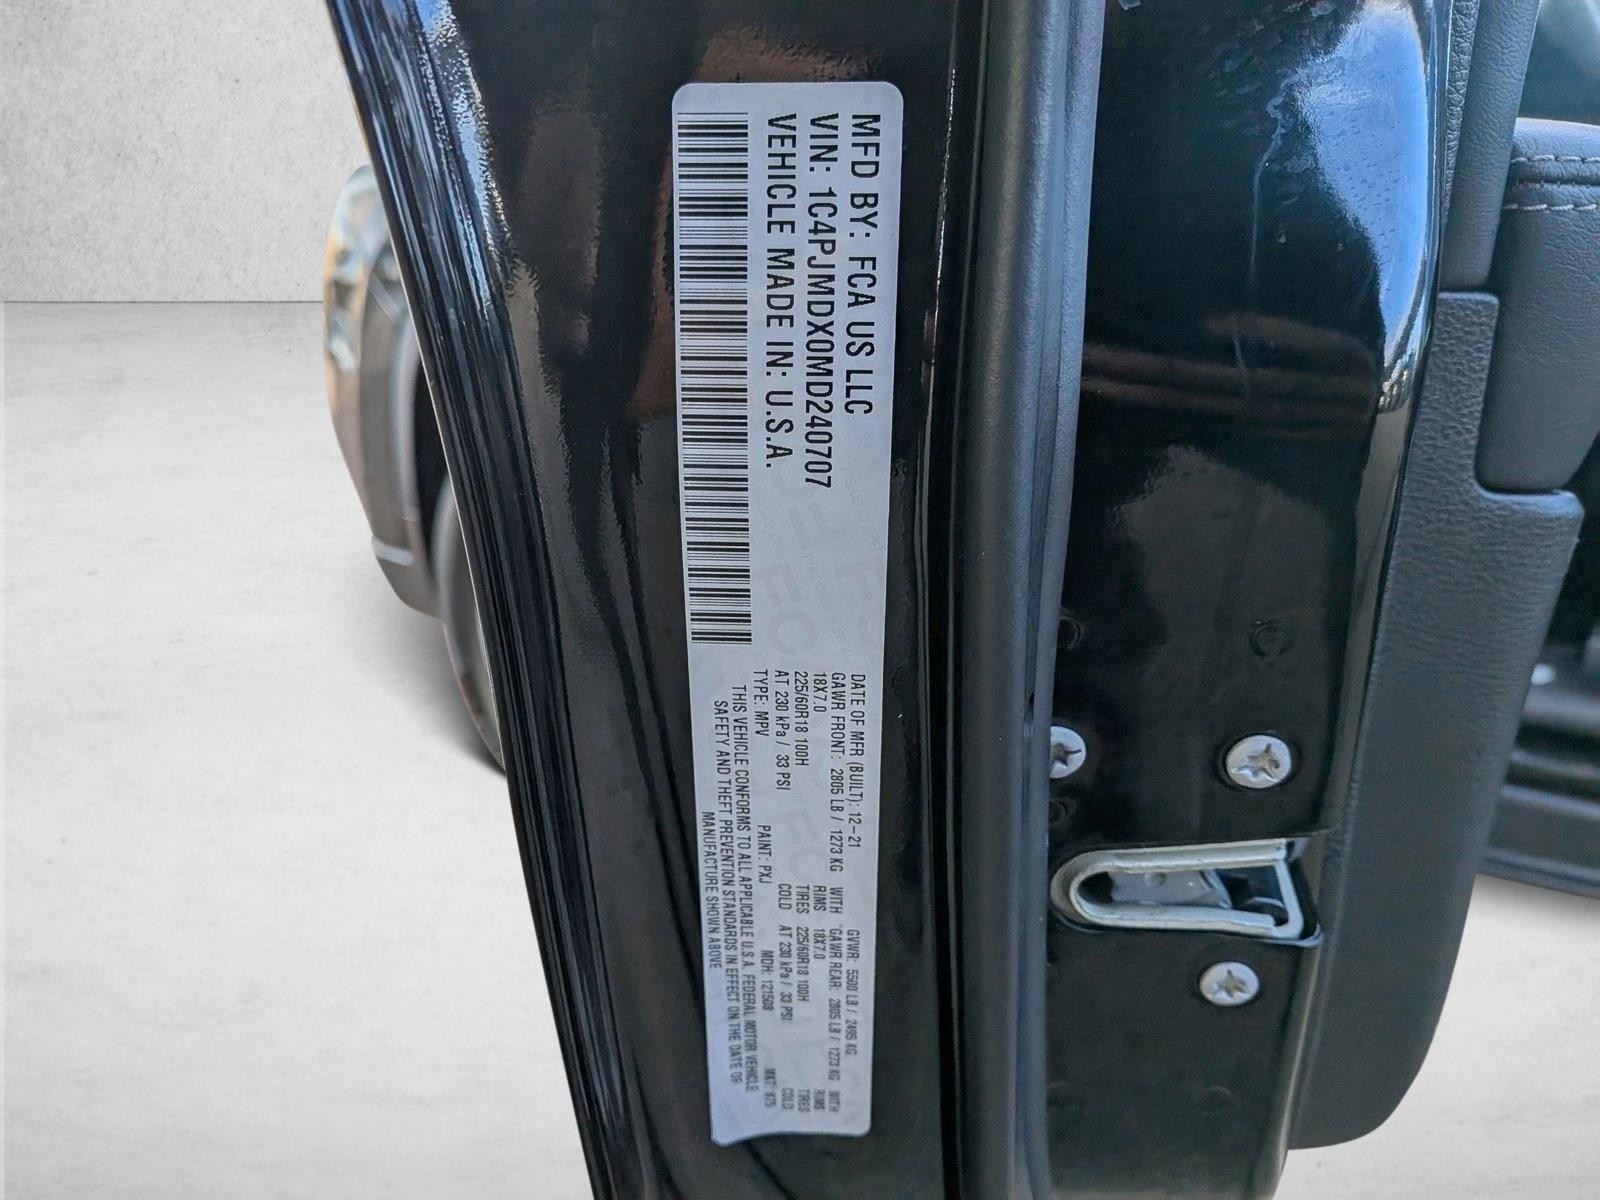 MFD BY: FCA US LLC
VIN: 1C4PJMDX0MD240707
VEHICLE MADE IN: U.S.A.
DATE OF MFR (BUILT): 12-21 GVWR: 5500 LB / 2495 KG
GAWR FRONT: 2805 LB / 1273 KG WITH GAWR REAR: 2805 LB / 1273 KG WITH
18X7.0 RIMS 18X7.0 RIMS
225/60R18 100H TIRES 225/60R18 100H TIRES
AT 230 kPa / 33 PSI COLD AT 230 kPa / 33 PSI COLD
TYPE: MPV PAINT: PXJ MDH: 121508 MKT: 875
THIS VEHICLE CONFORMS TO ALL APPLICABLE U.S.A. FEDERAL MOTOR VEHICLE
SAFETY AND THEFT PREVENTION STANDARDS IN EFFECT ON THE DATE OF
MANUFACTURE SHOWN ABOVE